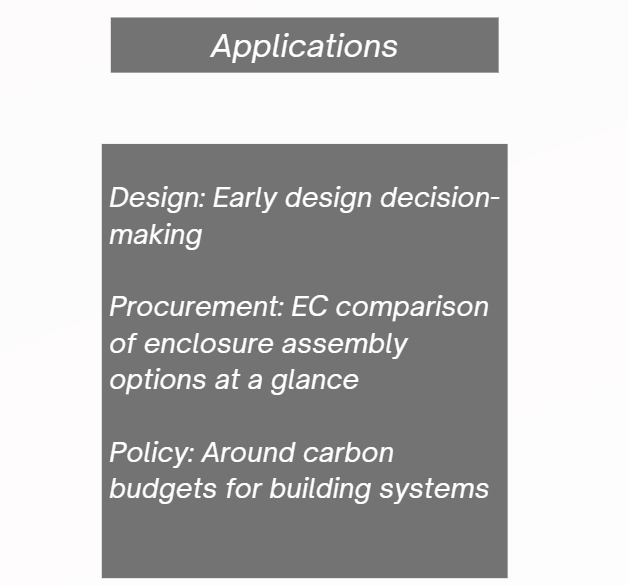 Applications
Design: Early design decision-
making
Procurement: EC comparison
of enclosure assembly
options at a glance
Policy: Around carbon
budgets for building systems